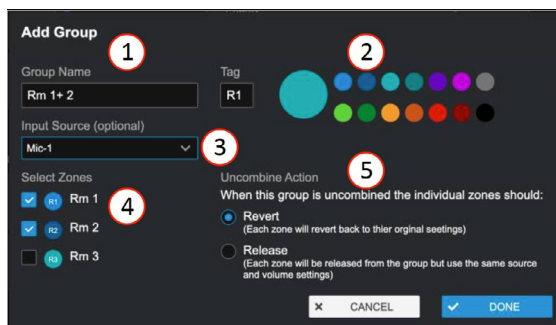 Add Group
1
2
Group Name
Tag
Rm 1+ 2
R1
Input Source (optional)
Mic-1
3
Select Zones
Uncombine Action
5
When this group is uncombined the individual zones should:
R1 Rm 1
4
Revert
(Each zone will revert back to thier orginal seetings)
R2 Rm 2
Release
(Each zone will be released from the group but use the same source
and volume settings)
R3 Rm 3
CANCEL
DONE